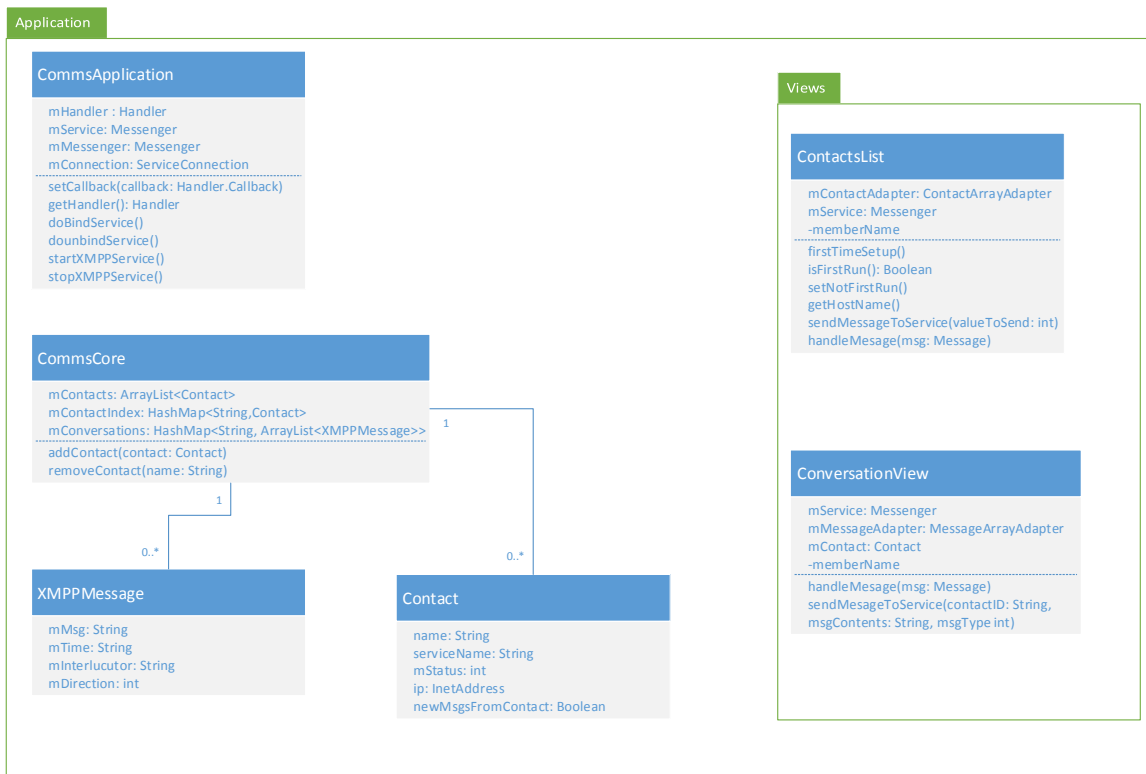 Application
CommsApplication
mHandler : Handler
mService: Messenger
mMessenger: Messenger
mConnection: ServiceConnection
setCallback(callback: Handler.Callback)
getHandler(): Handler
doBindService()
dounbindService()
startXMPPService()
stopXMPPService()
CommsCore
mContacts: ArrayList<Contact>
mContactIndex: HashMap<String,Contact>
mConversations: HashMap<String, ArrayList<XMPPMessage>>
addContact(contact: Contact)
removeContact(name: String)
1
1
0..*
0..*
XMPPMessage
mMsg: String
mTime: String
mInterlucutor: String
mDirection: int
Contact
name: String
serviceName: String
mStatus: int
ip: InetAddress
newMsgsFromContact: Boolean
Views
ContactsList
mContactAdapter: ContactArrayAdapter
mService: Messenger
-memberName
firstTimeSetup()
isFirstRun(): Boolean
setNotFirstRun()
getHostName()
sendMessageToService(valueToSend: int)
handleMesage(msg: Message)
ConversationView
mService: Messenger
mMessageAdapter: MessageArrayAdapter
mContact: Contact
-memberName
handleMesage(msg: Message)
sendMesageToService(contactID: String,
msgContents: String, msgType int)